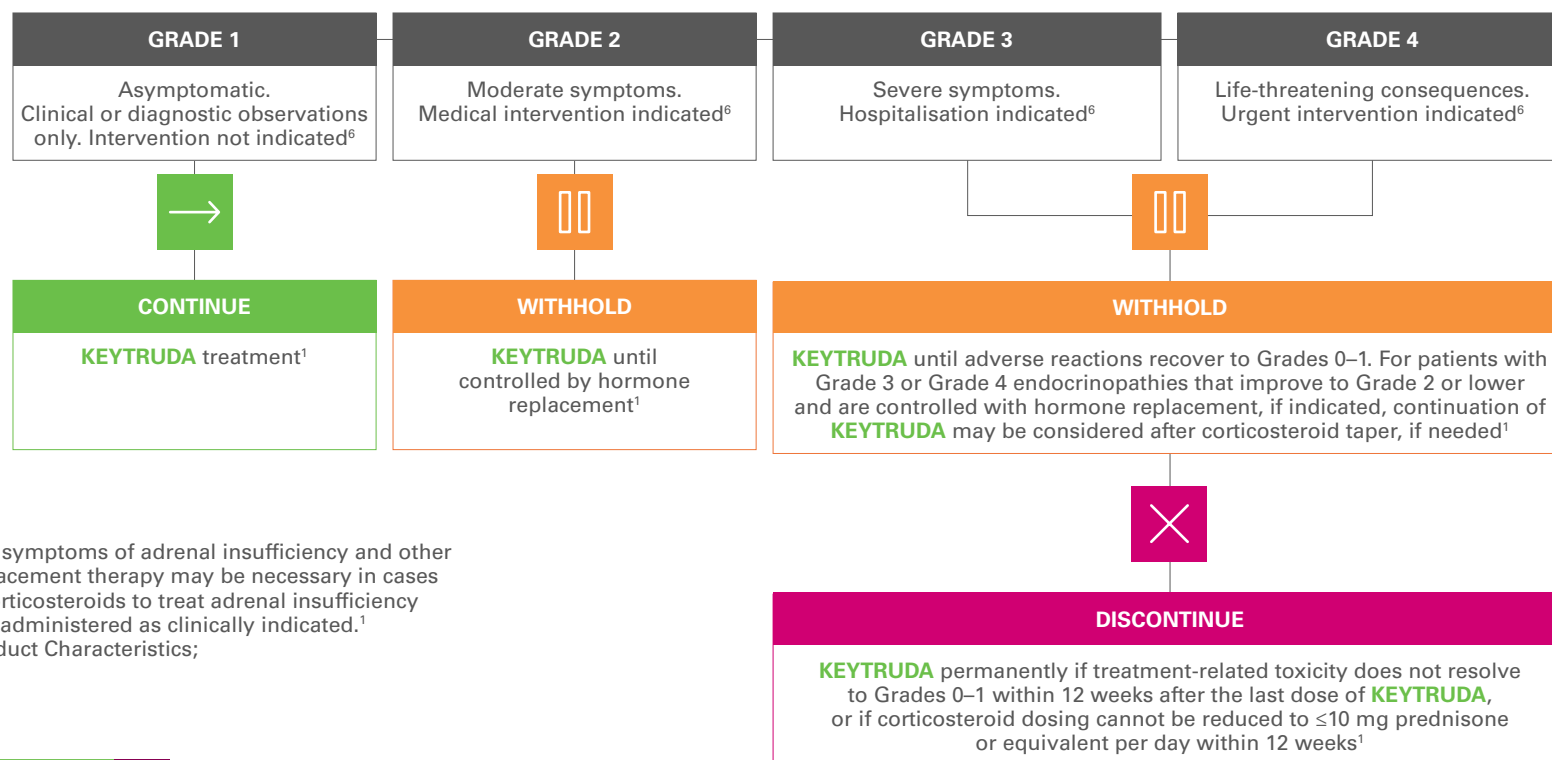 GRADE 1
Asymptomatic.
Clinical or diagnostic observations
only. Intervention not indicated⁶
GRADE 2
Moderate symptoms.
Medical intervention indicated⁶
GRADE 3
Severe symptoms.
Hospitalisation indicated⁶
GRADE 4
Life-threatening consequences.
Urgent intervention indicated⁶
CONTINUE
KEYTRUDA treatment¹
WITHHOLD
KEYTRUDA until
controlled by hormone
replacement¹
WITHHOLD
KEYTRUDA until adverse reactions recover to Grades 0–1. For patients with
Grade 3 or Grade 4 endocrinopathies that improve to Grade 2 or lower
and are controlled with hormone replacement, if indicated, continuation of
KEYTRUDA may be considered after corticosteroid taper, if needed¹
symptoms of adrenal insufficiency and other
acement therapy may be necessary in cases
rticosteroids to treat adrenal insufficiency
administered as clinically indicated.¹
duct Characteristics;
DISCONTINUE
KEYTRUDA permanently if treatment-related toxicity does not resolve
to Grades 0–1 within 12 weeks after the last dose of KEYTRUDA,
or if corticosteroid dosing cannot be reduced to ≤10 mg prednisone
or equivalent per day within 12 weeks¹